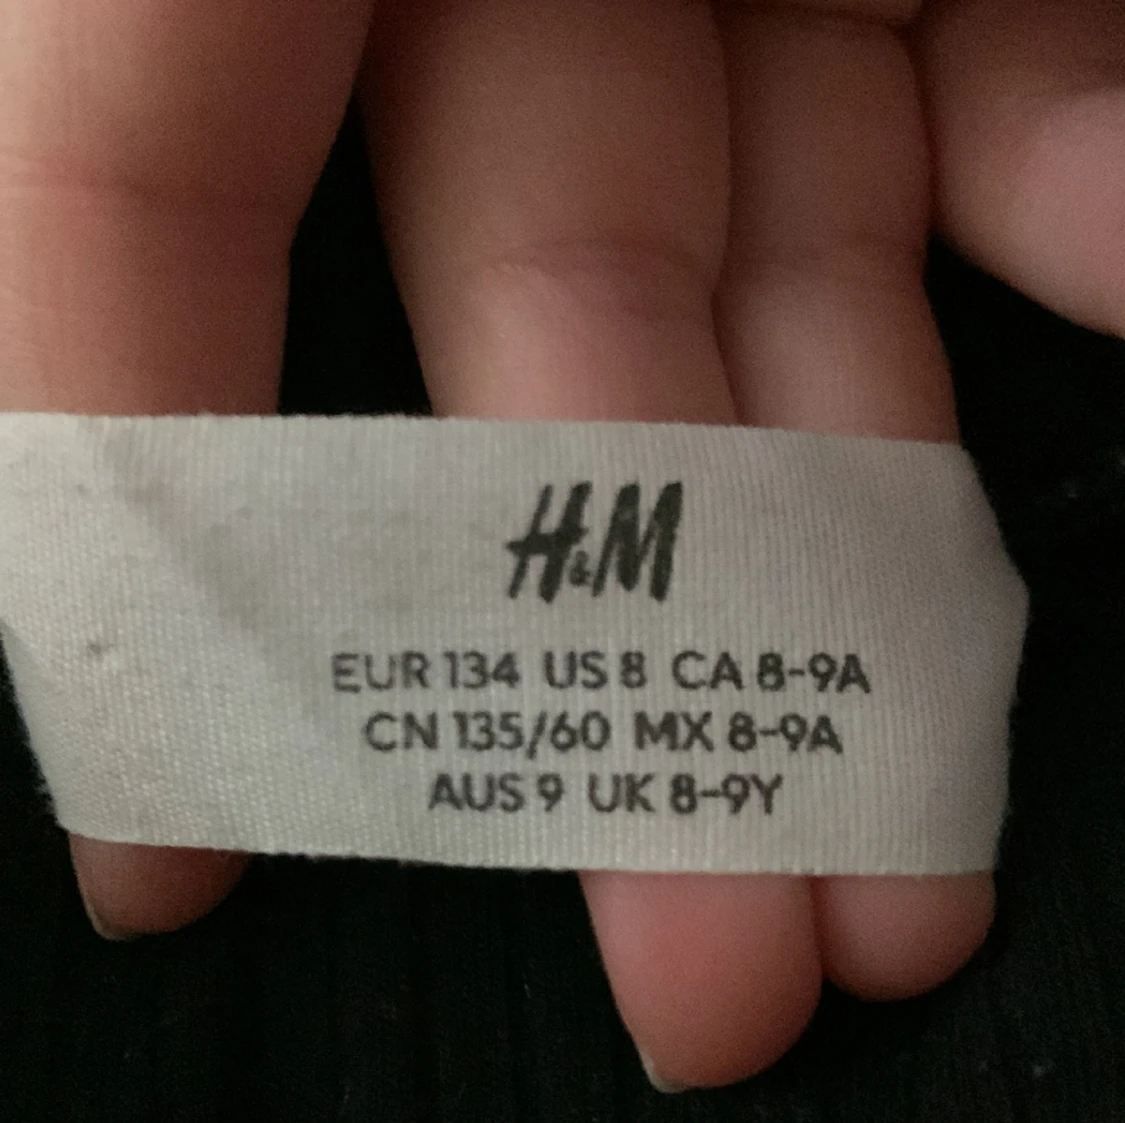 H&M
EUR 134 US 8 CA 8-9A
CN 135/60 MX 8-9A
AUS 9 UK 8-9Y